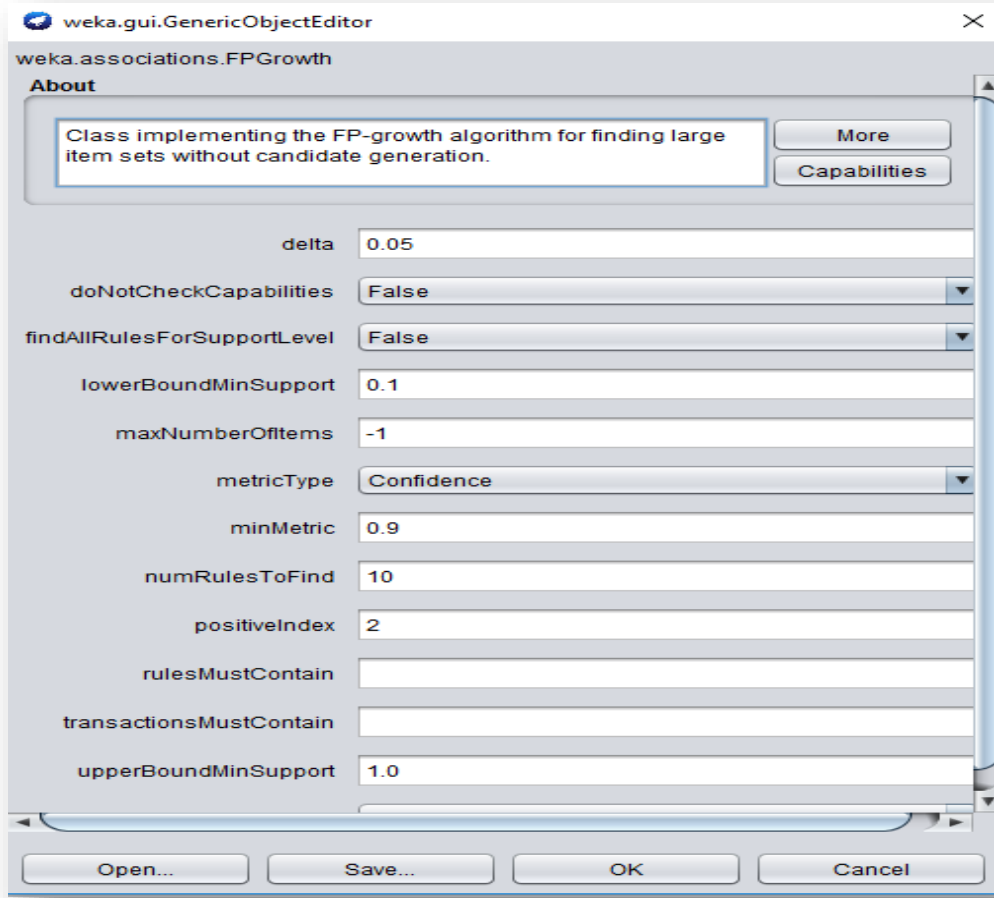 weka.gui.GenericObjectEditor
weka.associations.FPGrowth
About
Class implementing the FP-growth algorithm for finding large
item sets without candidate generation.
More
Capabilities
delta 0.05
doNotCheckCapabilities False
findAllRulesForSupportLevel False
lowerBoundMinSupport 0.1
maxNumberOfItems -1
metricType Confidence
minMetric 0.9
numRulesToFind 10
positiveIndex 2
rulesMustContain
transactionsMustContain
upperBoundMinSupport 1.0
Open... Save... OK Cancel